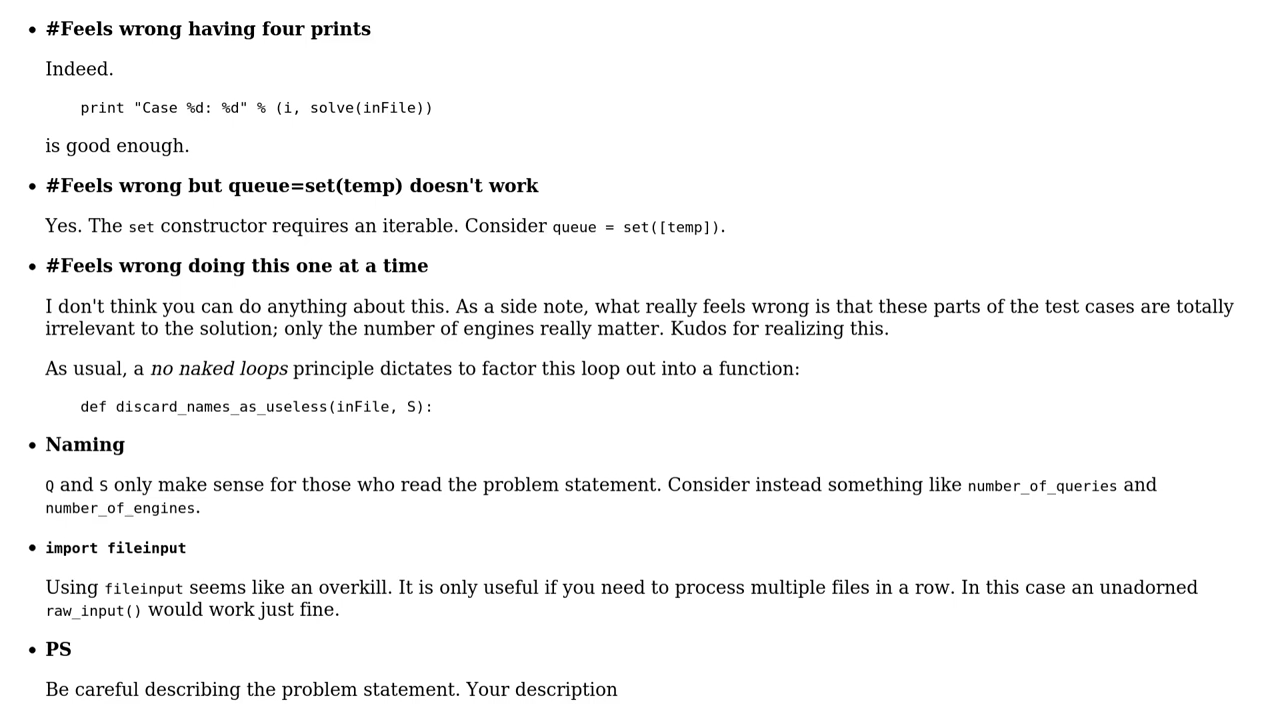 #Feels wrong having four prints
Indeed.
print "Case %d: %d" % (i, solve(inFile))
is good enough.
#Feels wrong but queue=set(temp) doesn't work
Yes. The set constructor requires an iterable. Consider queue = set([temp]).
#Feels wrong doing this one at a time
I don't think you can do anything about this. As a side note, what really feels wrong is that these parts of the test cases are totally
irrelevant to the solution; only the number of engines really matter. Kudos for realizing this.
As usual, a no naked loops principle dictates to factor this loop out into a function:
def discard_names_as_useless(inFile, S):
Naming
Q and S only make sense for those who read the problem statement. Consider instead something like number_of_queries and
number_of_engines.
import fileinput
Using fileinput seems like an overkill. It is only useful if you need to process multiple files in a row. In this case an unadorned
raw_input() would work just fine.
PS
Be careful describing the problem statement. Your description